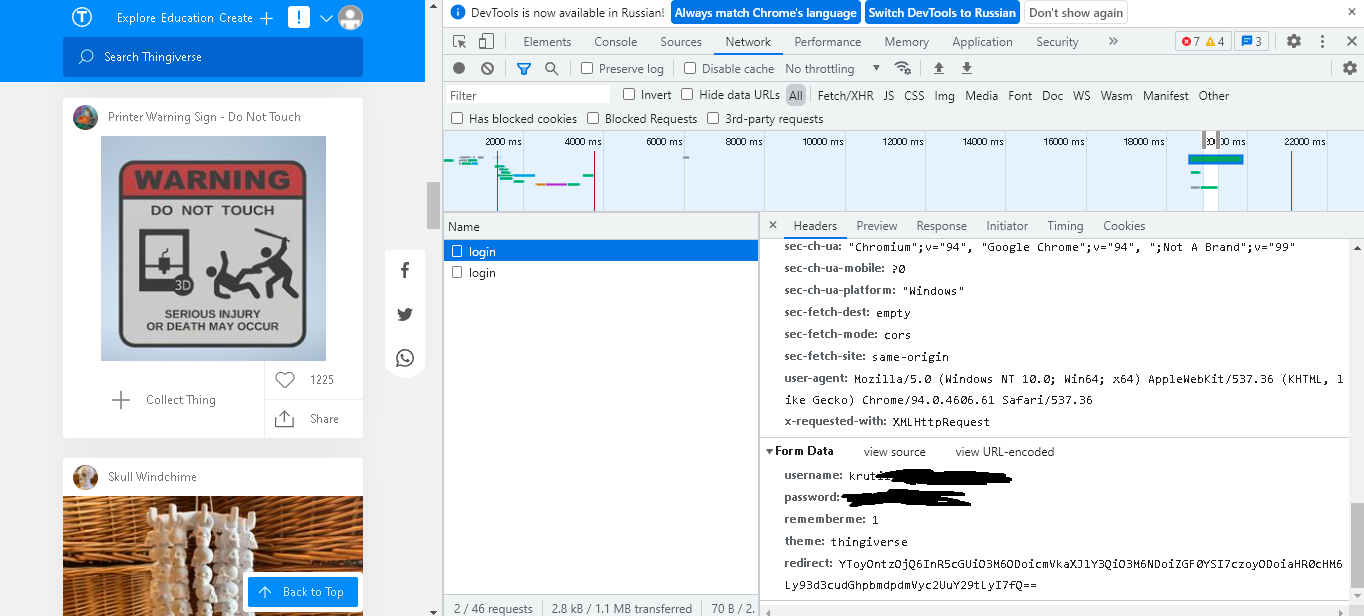 DevTools is now available in Russian! Always match Chrome's language Switch DevTools to Russian Don't show again
Explore Education Create
Search Thingiverse
Elements Console Sources Network Performance Memory Application Security 7 4 3
Preserve log Disable cache No throttling
Filter Invert Hide data URLs All Fetch/XHR JS CSS Img Media Font Doc WS Wasm Manifest Other
Has blocked cookies Blocked Requests 3rd-party requests
2000 ms 4000 ms 6000 ms 8000 ms 10000 ms 12000 ms 14000 ms 16000 ms 18000 ms 20000 ms 22000 ms
Printer Warning Sign - Do Not Touch
WARNING
DO NOT TOUCH
3D
SERIOUS INJURY
OR DEATH MAY OCCUR
Collect Thing
1225
Share
Skull Windchime
Back to Top
Name
login
login
2 / 46 requests 2.8 kB / 1.1 MB transferred 70 B / 2.
Headers Preview Response Initiator Timing Cookies
sec-ch-ua: "Chromium";v="94", "Google Chrome";v="94", ";Not A Brand";v="99"
sec-ch-ua-mobile: ?0
sec-ch-ua-platform: "Windows"
sec-fetch-dest: empty
sec-fetch-mode: cors
sec-fetch-site: same-origin
user-agent: Mozilla/5.0 (Windows NT 10.0; Win64; x64) AppleWebKit/537.36 (KHTML, l
ike Gecko) Chrome/94.0.4606.61 Safari/537.36
x-requested-with: XMLHttpRequest
Form Data view source view URL-encoded
username: krut
password:
rememberme: 1
theme: thingiverse
redirect: YToyOntzOjQ6InR5cGUiO3M6ODoicmVkaXJlY3QiO3M6NDoiZGF0YSI7czoyODoiaHR0cHM6
Ly93d3cudGhpbmdpdmVyc2UuY29tLyI7fQ==